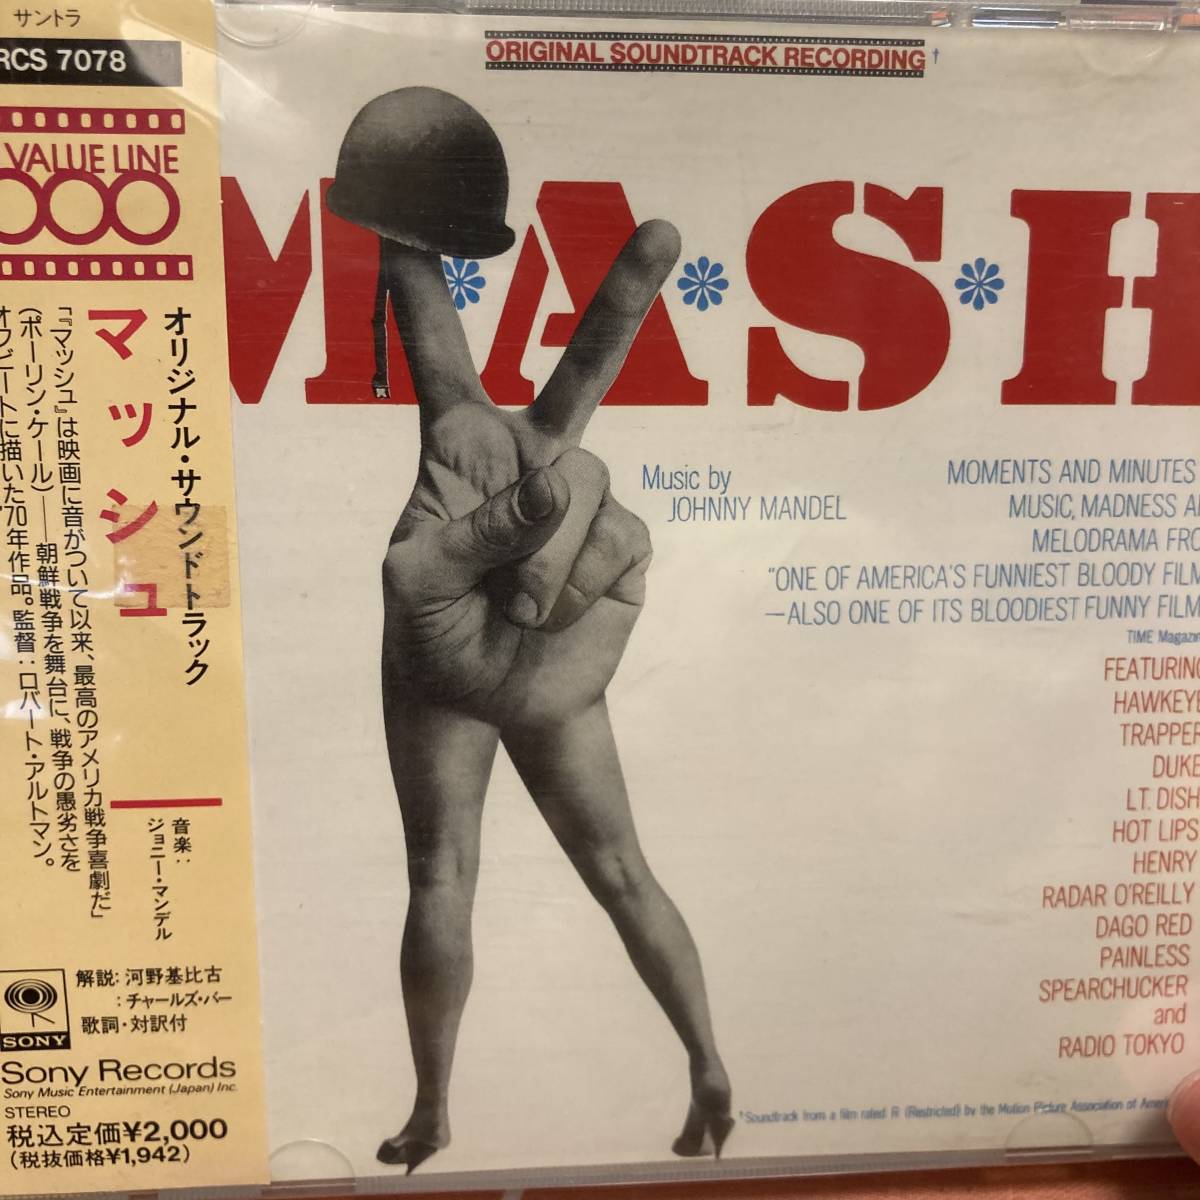 サントラ
RCS 7078
VALUE LINE
オリジナル・サウンドトラック
マッシュ
「『マッシュ』は映画に音がついて以来、最高のアメリカ戦争喜劇だ」
(ポーリン・ケール)——朝鮮戦争を舞台に、戦争の愚劣さを
オフビートに描いた'70年作品。監督：ロバート・アルトマン。
音楽：
ジョニー・マンデル
解説：河野基比古
：チャールズ・バー
歌詞・対訳付
SONY
Sony Records
Sony Music Entertainment (Japan) Inc.
STEREO
税込定価¥2,000
(税抜価格¥1,942)
ORIGINAL SOUNDTRACK RECORDING†
M*A*S*H
Music by
JOHNNY MANDEL
MOMENTS AND MINUTES
MUSIC, MADNESS
MELODRAMA
"ONE OF AMERICA'S FUNNIEST BLOODY FILM
—ALSO ONE OF ITS BLOODIEST FUNNY FILM
TIME
FEATURING
HAWKEYE
TRAPPER
DUKE
LT. DISH
HOT LIPS
HENRY
RADAR O'REILLY
DAGO RED
PAINLESS
SPEARCHUCKER
and
RADIO TOKYO
†Soundtrack from a film rated R (Restricted) by the Motion Picture Association of